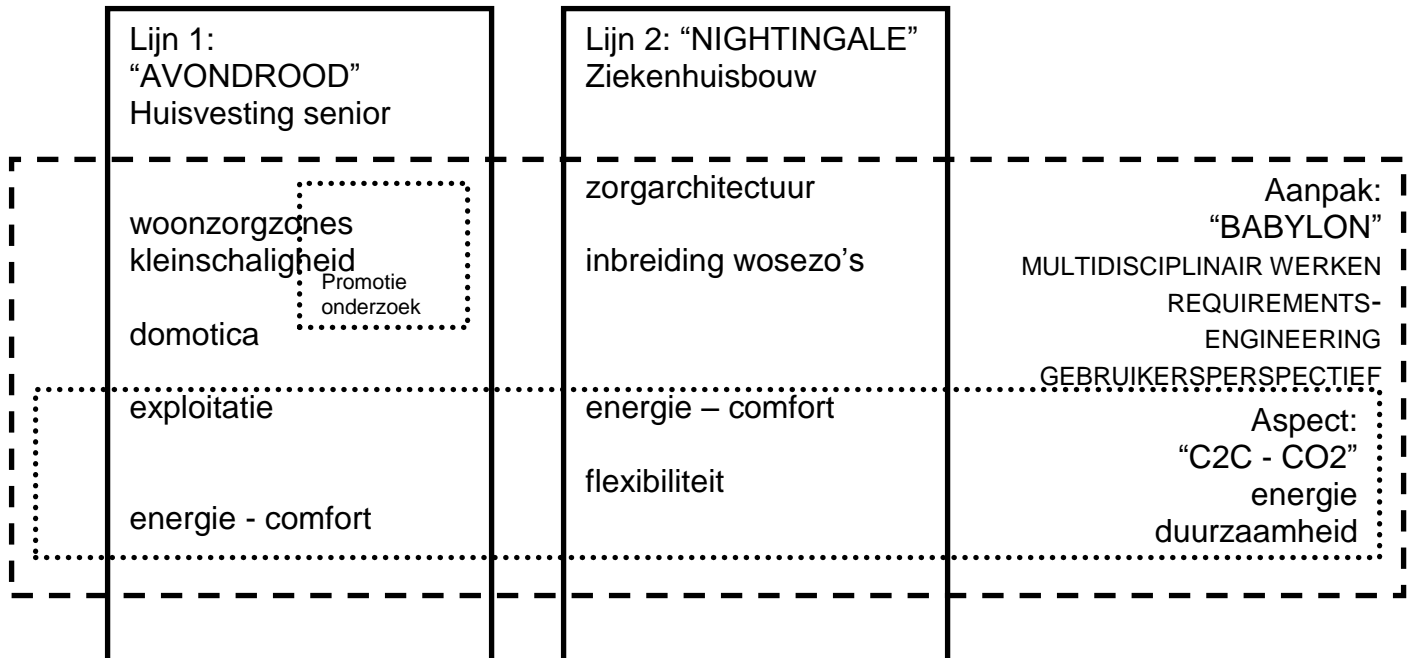 Lijn 1:
“AVONDROOD”
Huisvesting senior
woonzorgzones
kleinschaligheid
Promotie
onderzoek
domotica
exploitatie
energie - comfort
Lijn 2: “NIGHTINGALE”
Ziekenhuisbouw
zorgarchitectuur
inbreiding wosezo’s
energie – comfort
flexibiliteit
Aanpak:
“BABYLON”
MULTIDISCIPLINAIR WERKEN
REQUIREMENTS-
ENGINEERING
GEBRUIKERSPERSPECTIEF
Aspect:
“C2C - CO2”
energie
duurzaamheid